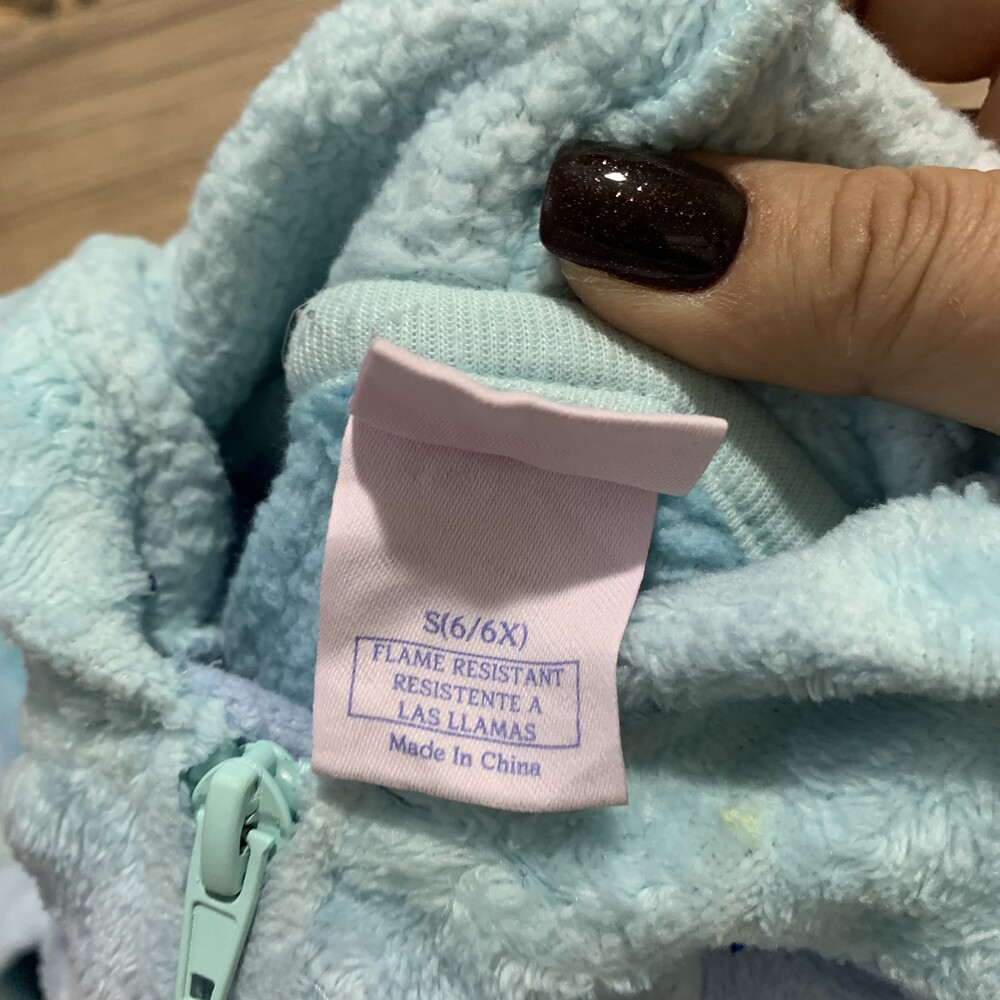 S(6/6X)
FLAME RESISTANT
RESISTENTE A
LAS LLAMAS
Made In China